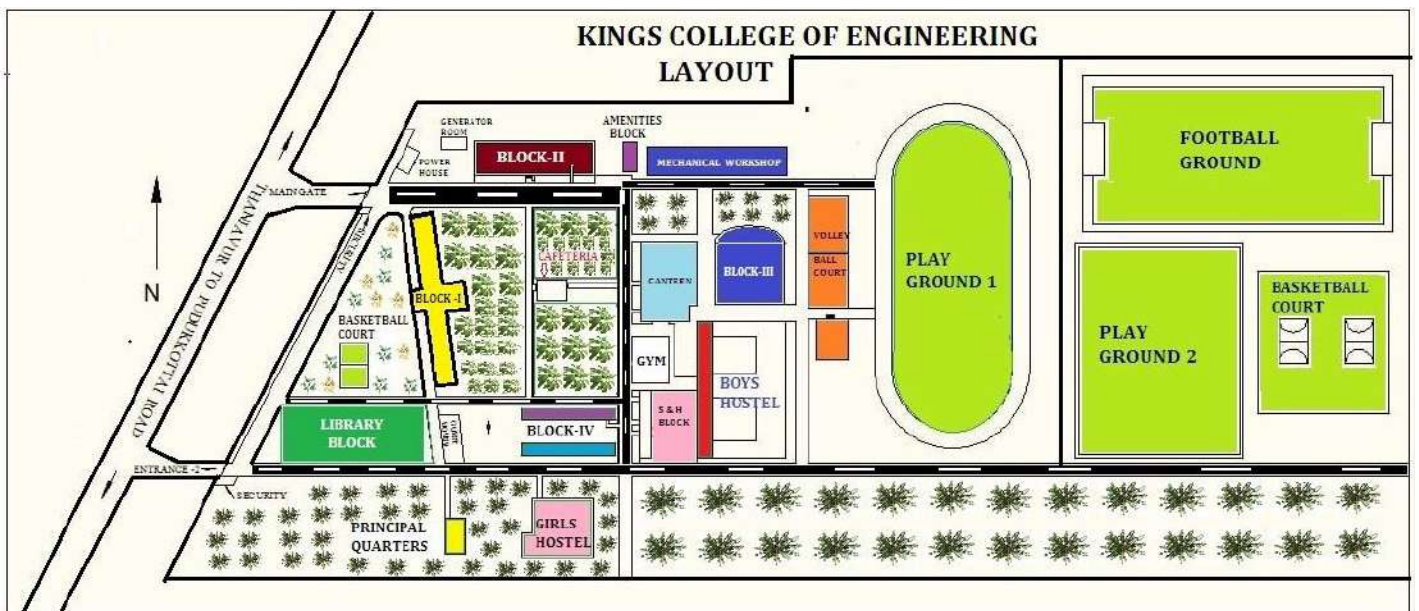 KINGS COLLEGE OF ENGINEERING
LAYOUT
GENERATOR
ROOM
AMENITIES
BLOCK
BLOCK-II
MECHANICAL WORKSHOP
POWER
HOUSE
FOOTBALL
GROUND
MAINGATE
SECURITY
THANJAVUR TO PUDUKKOTTAI ROAD
N
CAFETERIA
VOLLEY
BALL
COURT
BLOCK -I
CANTEEN
BLOCK-III
PLAY
GROUND 1
BASKETBALL
COURT
BASKETBALL
COURT
PLAY
GROUND 2
GYM
BOYS
HOSTEL
S & H
BLOCK
LIBRARY
BLOCK
BLOCK-IV
ENTRANCE -2
SECURITY
PRINCIPAL
QUARTERS
GIRLS
HOSTEL